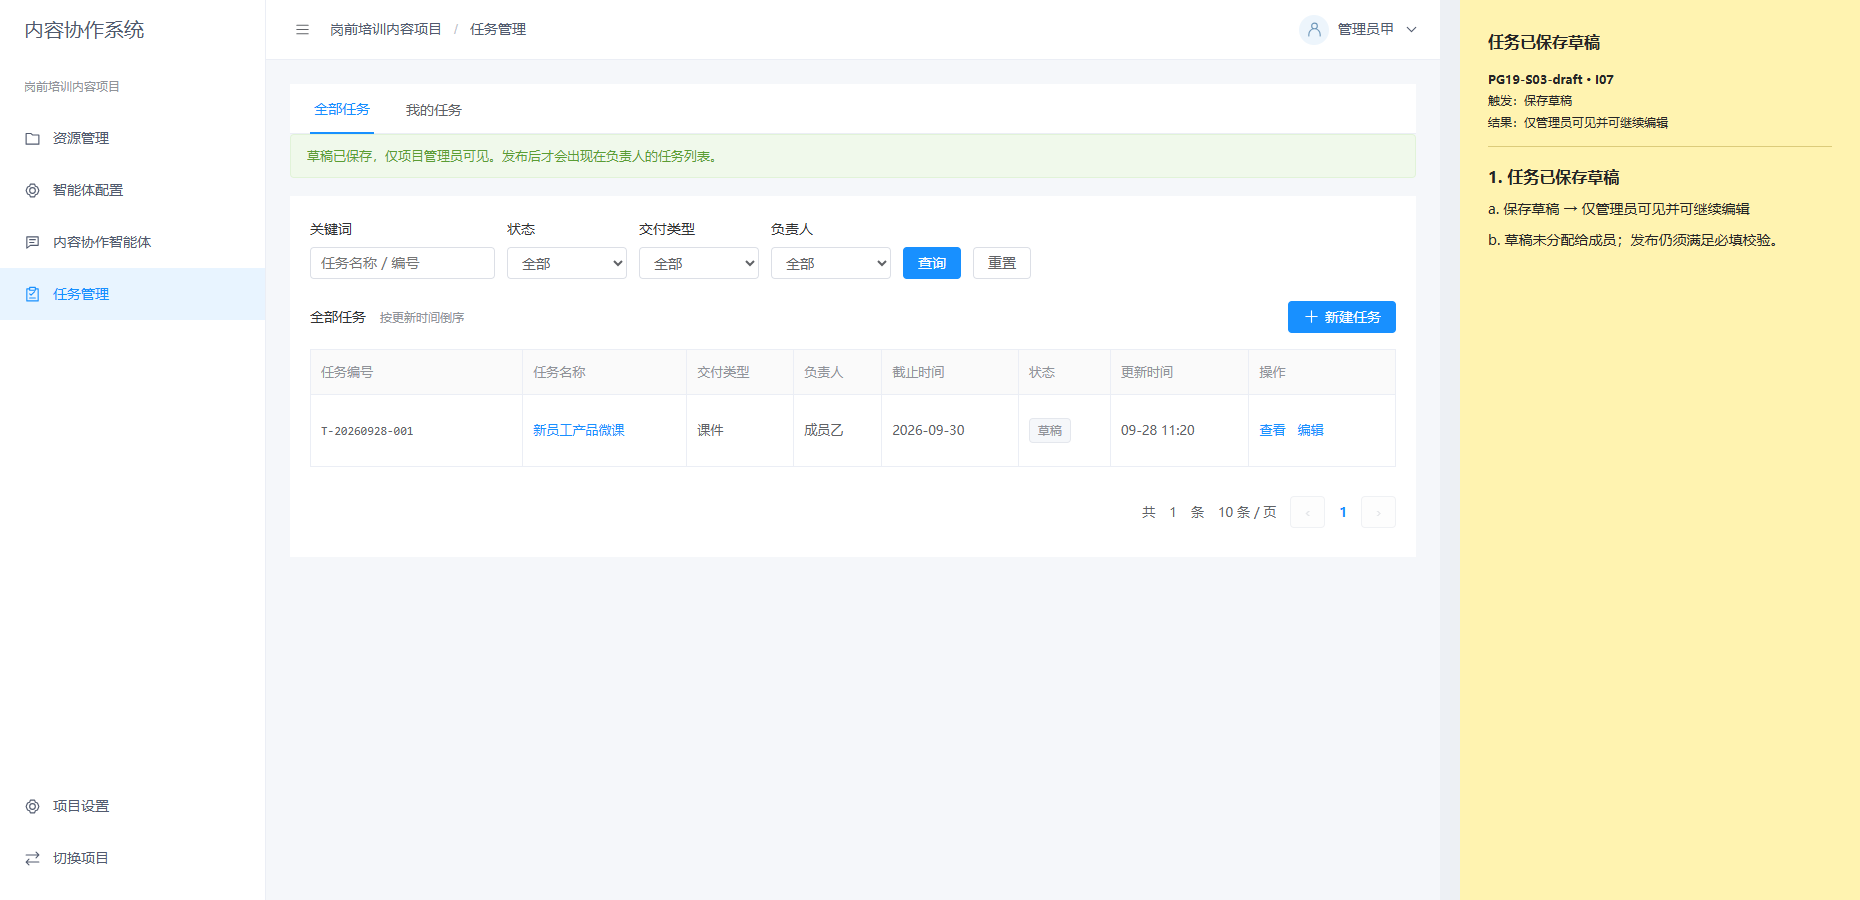 内容协作系统
岗前培训内容项目
资源管理
智能体配置
内容协作智能体
任务管理
项目设置
切换项目
岗前培训内容项目 / 任务管理
管理员甲
全部任务 我的任务
草稿已保存，仅项目管理员可见。发布后才会出现在负责人的任务列表。
关键词 状态 交付类型 负责人
任务名称 / 编号 全部 全部 全部 查询 重置
全部任务 按更新时间倒序 新建任务
任务编号 任务名称 交付类型 负责人 截止时间 状态 更新时间 操作
T-20260928-001 新员工产品微课 课件 成员乙 2026-09-30 草稿 09-28 11:20 查看 编辑
共 1 条 10 条 / 页 ‹ 1 ›
任务已保存草稿
PG19-S03-draft • I07
触发：保存草稿
结果：仅管理员可见并可继续编辑
1. 任务已保存草稿
a. 保存草稿 → 仅管理员可见并可继续编辑
b. 草稿未分配给成员；发布仍须满足必填校验。